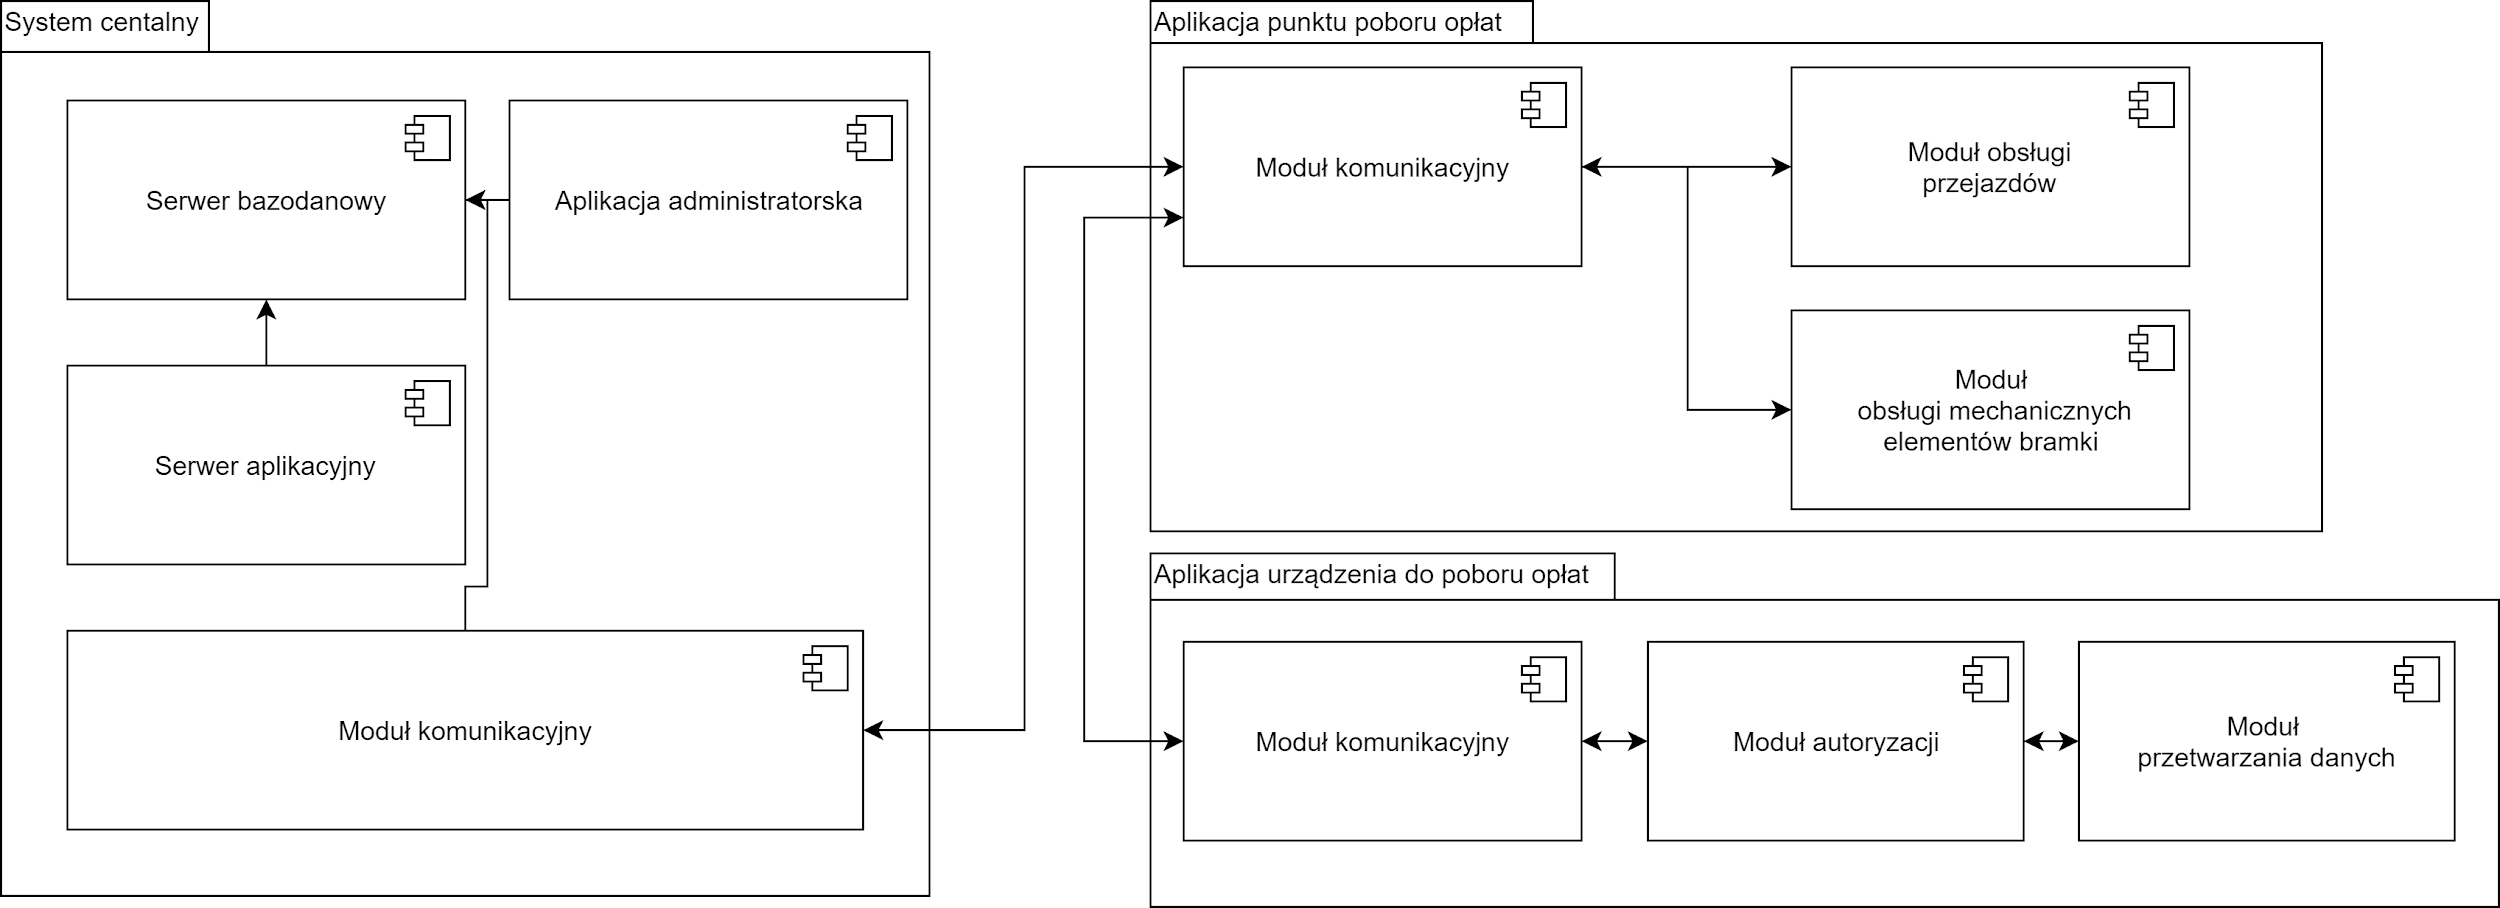 System centalny
Serwer bazodanowy
Aplikacja administratorska
Serwer aplikacyjny
Moduł komunikacyjny
Aplikacja punktu poboru opłat
Moduł komunikacyjny
Moduł obsługi
przejazdów
Moduł
obsługi mechanicznych
elementów bramki
Aplikacja urządzenia do poboru opłat
Moduł komunikacyjny
Moduł autoryzacji
Moduł
przetwarzania danych